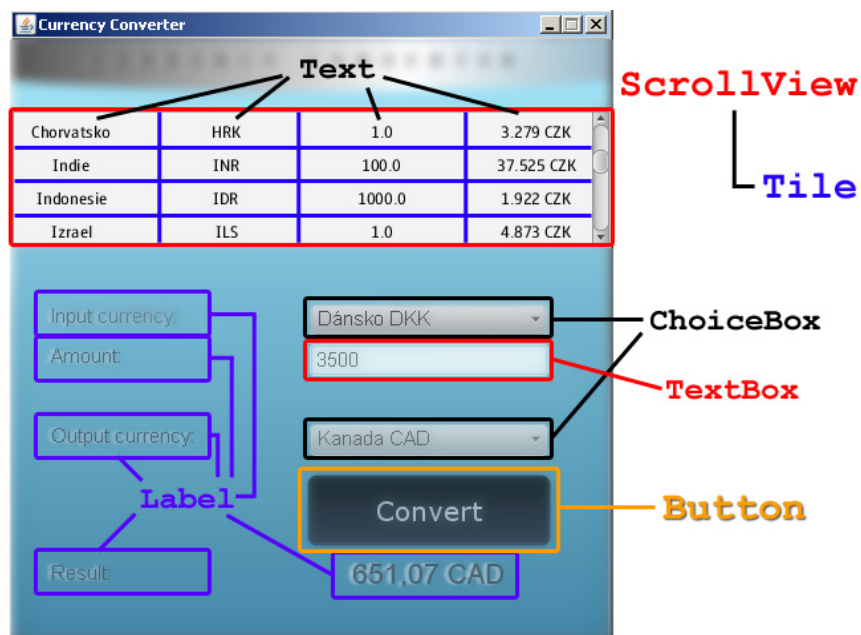 Currency Converter
Text
ScrollView
Chorvatsko HRK 1.0 3.279 CZK
Indie INR 100.0 37.525 CZK
Tile
Indonesie IDR 1000.0 1.922 CZK
Izrael ILS 1.0 4.873 CZK
Input currency: Dánsko DKK
ChoiceBox
Amount: 3500
TextBox
Output currency: Kanada CAD
Label
Convert
Button
Result: 651,07 CAD